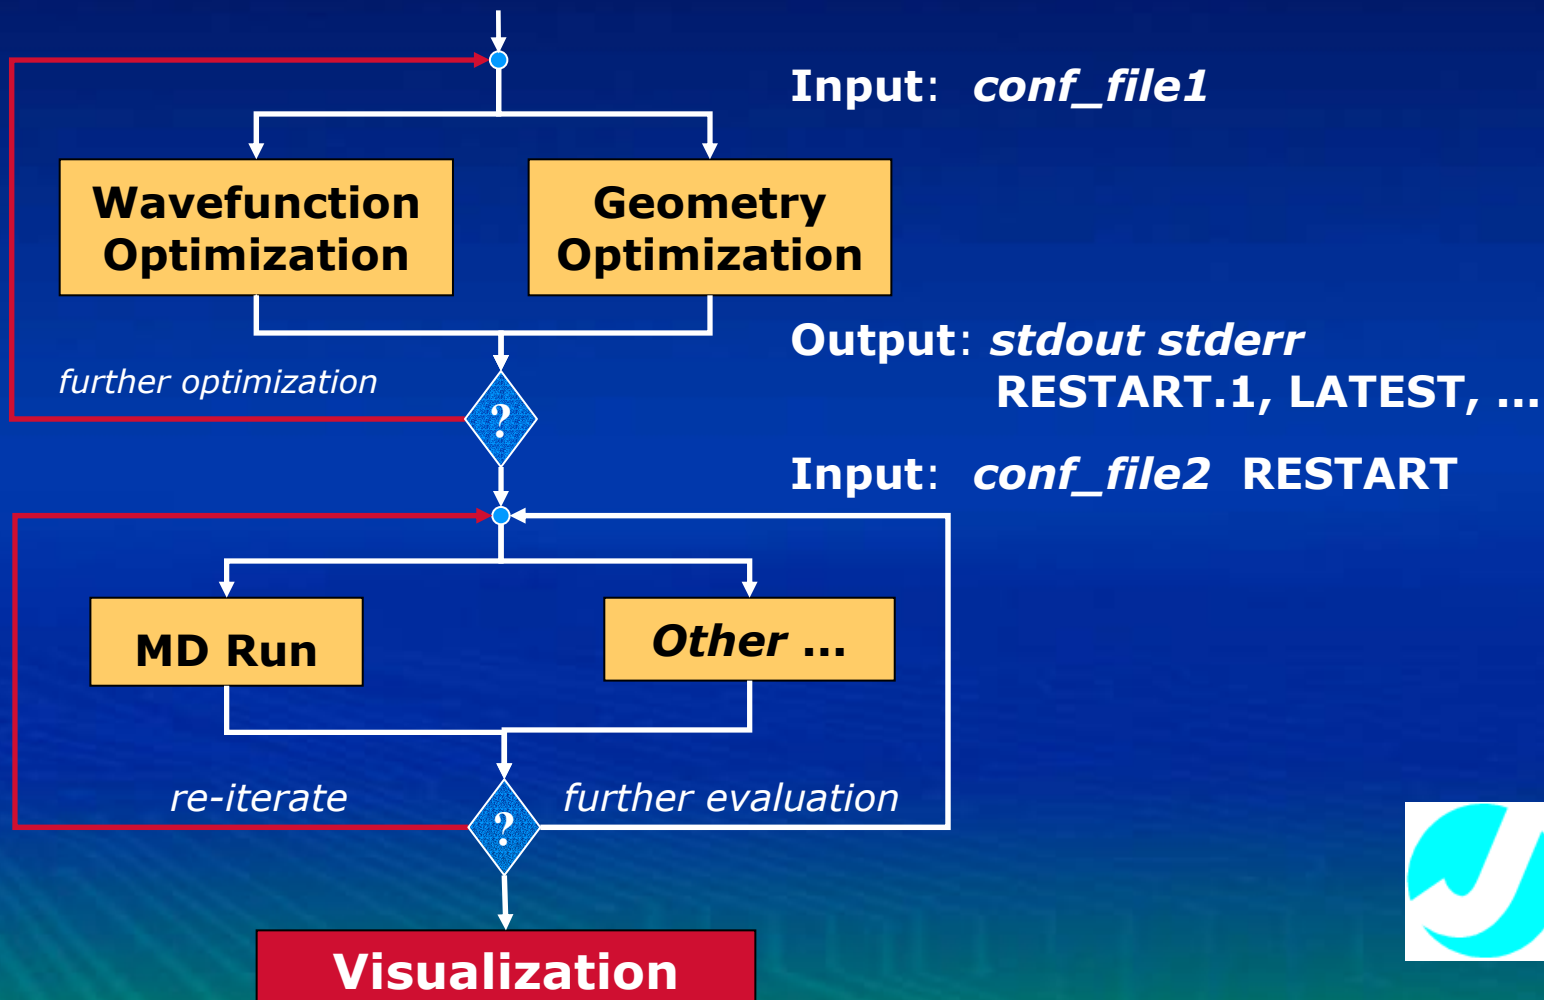 Input: conf_file1
Wavefunction
Optimization
Geometry
Optimization
Output: stdout stderr
RESTART.1, LATEST, ...
further optimization
?
Input: conf_file2 RESTART
MD Run
Other ...
re-iterate
further evaluation
?
Visualization